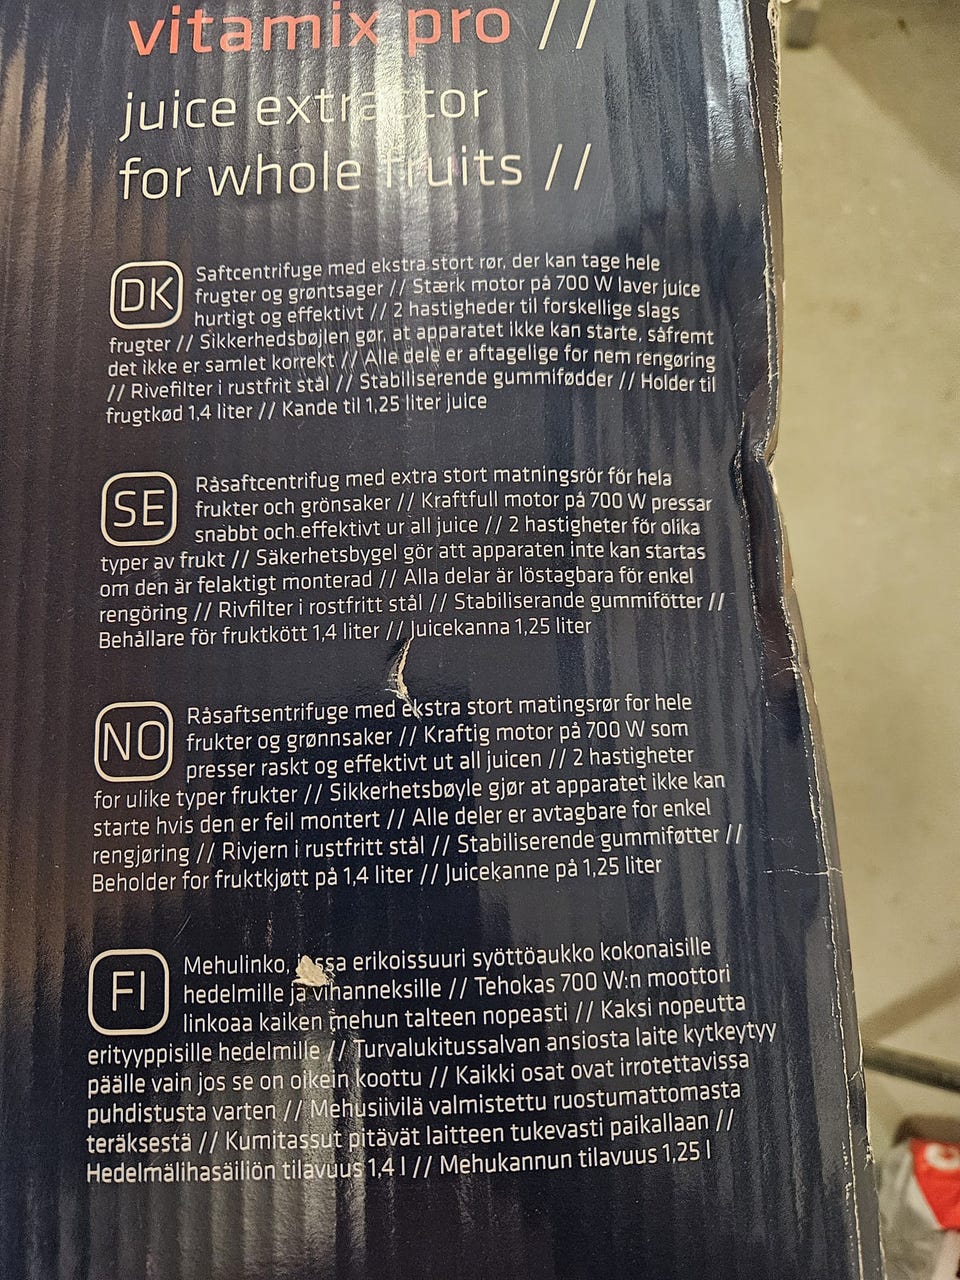 vitamix pro //
juice extractor
for whole fruits //
DK
Saftcentrifuge med ekstra stort rør, der kan tage hele
frugter og grøntsager // Stærk motor på 700 W laver juice
hurtigt og effektivt // 2 hastigheder til forskellige slags
frugter // Sikkerhedsbøjlen gør, at apparatet ikke kan starte, såfremt
det ikke er samlet korrekt // Alle dele er aftagelige for nem rengøring
// Rivefilter i rustfrit stål // Stabiliserende gummifødder // Holder til
frugtkød 1,4 liter // Kande til 1,25 liter juice
SE
Råsaftcentrifug med extra stort matningsrör för hela
frukter och grönsaker // Kraftfull motor på 700 W pressar
snabbt och effektivt ur all juice // 2 hastigheter för olika
typer av frukt // Säkerhetsbygel gör att apparaten inte kan startas
om den är felaktigt monterad // Alla delar är löstagbara för enkel
rengöring // Rivfilter i rostfritt stål // Stabiliserande gummifötter //
Behållare för fruktkött 1,4 liter // Juicekanna 1,25 liter
NO
Råsaftsentrifuge med ekstra stort matingsrør for hele
frukter og grønnsaker // Kraftig motor på 700 W som
presser raskt og effektivt ut all juicen // 2 hastigheter
for ulike typer frukter // Sikkerhetsbøyle gjør at apparatet ikke kan
starte hvis den er feil montert // Alle deler er avtagbare for enkel
rengjøring // Rivjern i rustfritt stål // Stabiliserende gummiføtter //
Beholder for fruktkjøtt på 1,4 liter // Juicekanne på 1,25 liter
FI
Mehulinko, jossa erikoissuuri syöttöaukko kokonaisille
hedelmille ja vihanneksille // Tehokas 700 W:n moottori
linkoaa kaiken mehun talteen nopeasti // Kaksi nopeutta
erityyppisille hedelmille // Turvalukitussalvan ansiosta laite kytkeytyy
päälle vain jos se on oikein koottu // Kaikki osat ovat irrotettavissa
puhdistusta varten // Mehusiivilä valmistettu ruostumattomasta
teräksestä // Kumitassut pitävät laitteen tukevasti paikallaan //
Hedelmälihasäiliön tilavuus 1,4 l // Mehukannun tilavuus 1,25 l